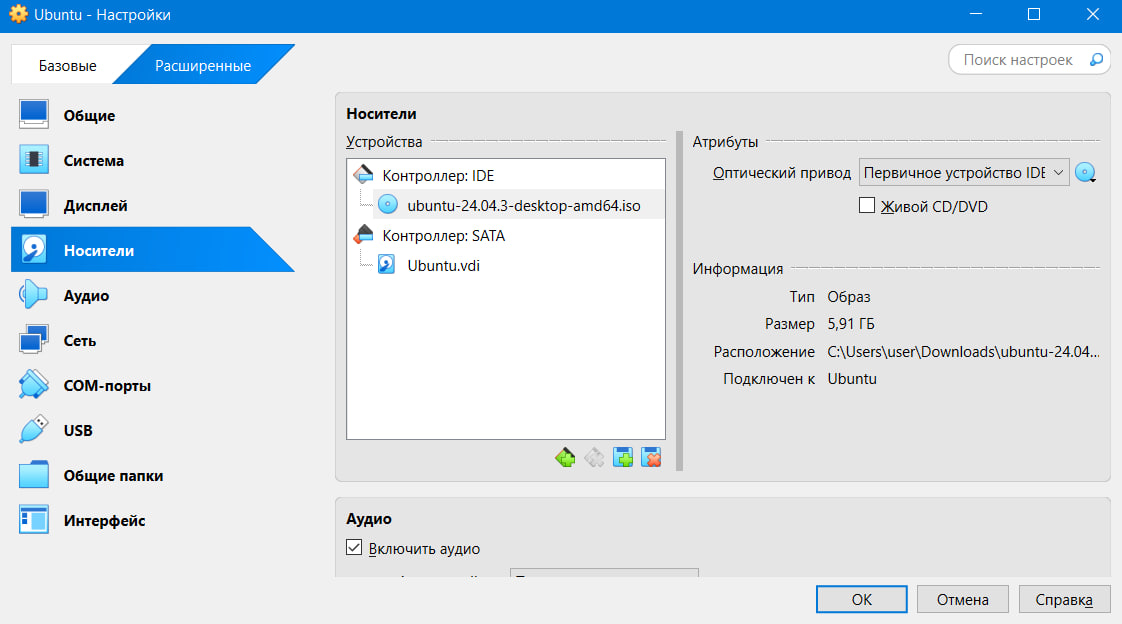 Ubuntu - Настройки
Базовые
Расширенные
Поиск настроек
Общие
Система
Дисплей
Носители
Аудио
Сеть
COM-порты
USB
Общие папки
Интерфейс
Носители
Устройства
Контроллер: IDE
ubuntu-24.04.3-desktop-amd64.iso
Контроллер: SATA
Ubuntu.vdi
Атрибуты
Оптический привод Первичное устройство IDE
Живой CD/DVD
Информация
Тип Образ
Размер 5,91 ГБ
Расположение C:\Users\user\Downloads\ubuntu-24.04...
Подключен к Ubuntu
Аудио
Включить аудио
OK
Отмена
Справка